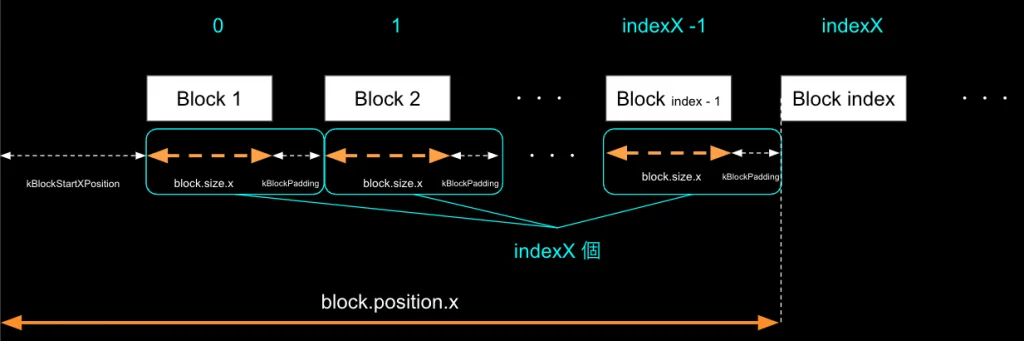 0 1 indexX -1 indexX
Block 1 Block 2 · · · Block index - 1 Block index · · ·
· · ·
kBlockStartXPosition block.size.x kBlockPadding block.size.x kBlockPadding block.size.x kBlockPadding
indexX 個
block.position.x